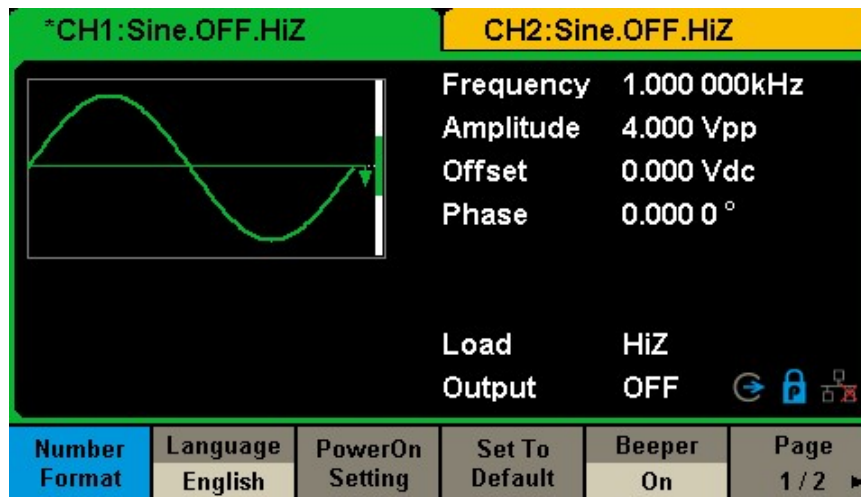 *CH1:Sine.OFF.HiZ
CH2:Sine.OFF.HiZ
Frequency 1.000 000kHz
Amplitude 4.000 Vpp
Offset 0.000 Vdc
Phase 0.000 0 °
Load HiZ
Output OFF
P
Number Format
Language English
PowerOn Setting
Set To Default
Beeper On
Page 1 / 2